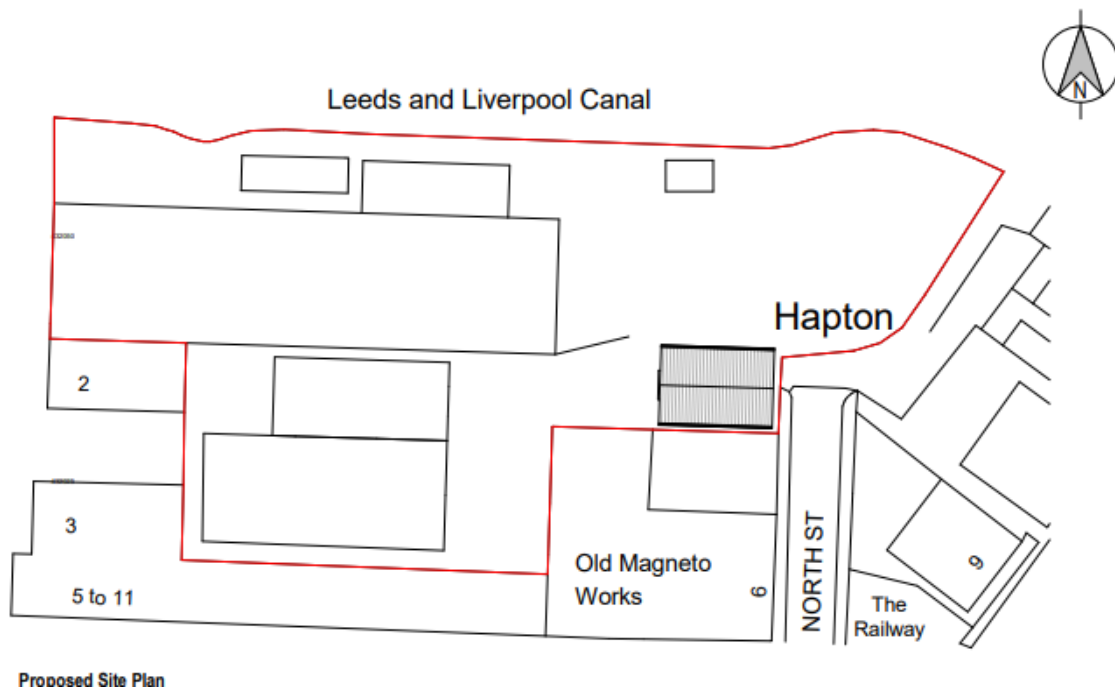 N
Leeds and Liverpool Canal
Hapton
2
3
5 to 11
Old Magneto
Works
6
NORTH ST
The
Railway
9
Proposed Site Plan